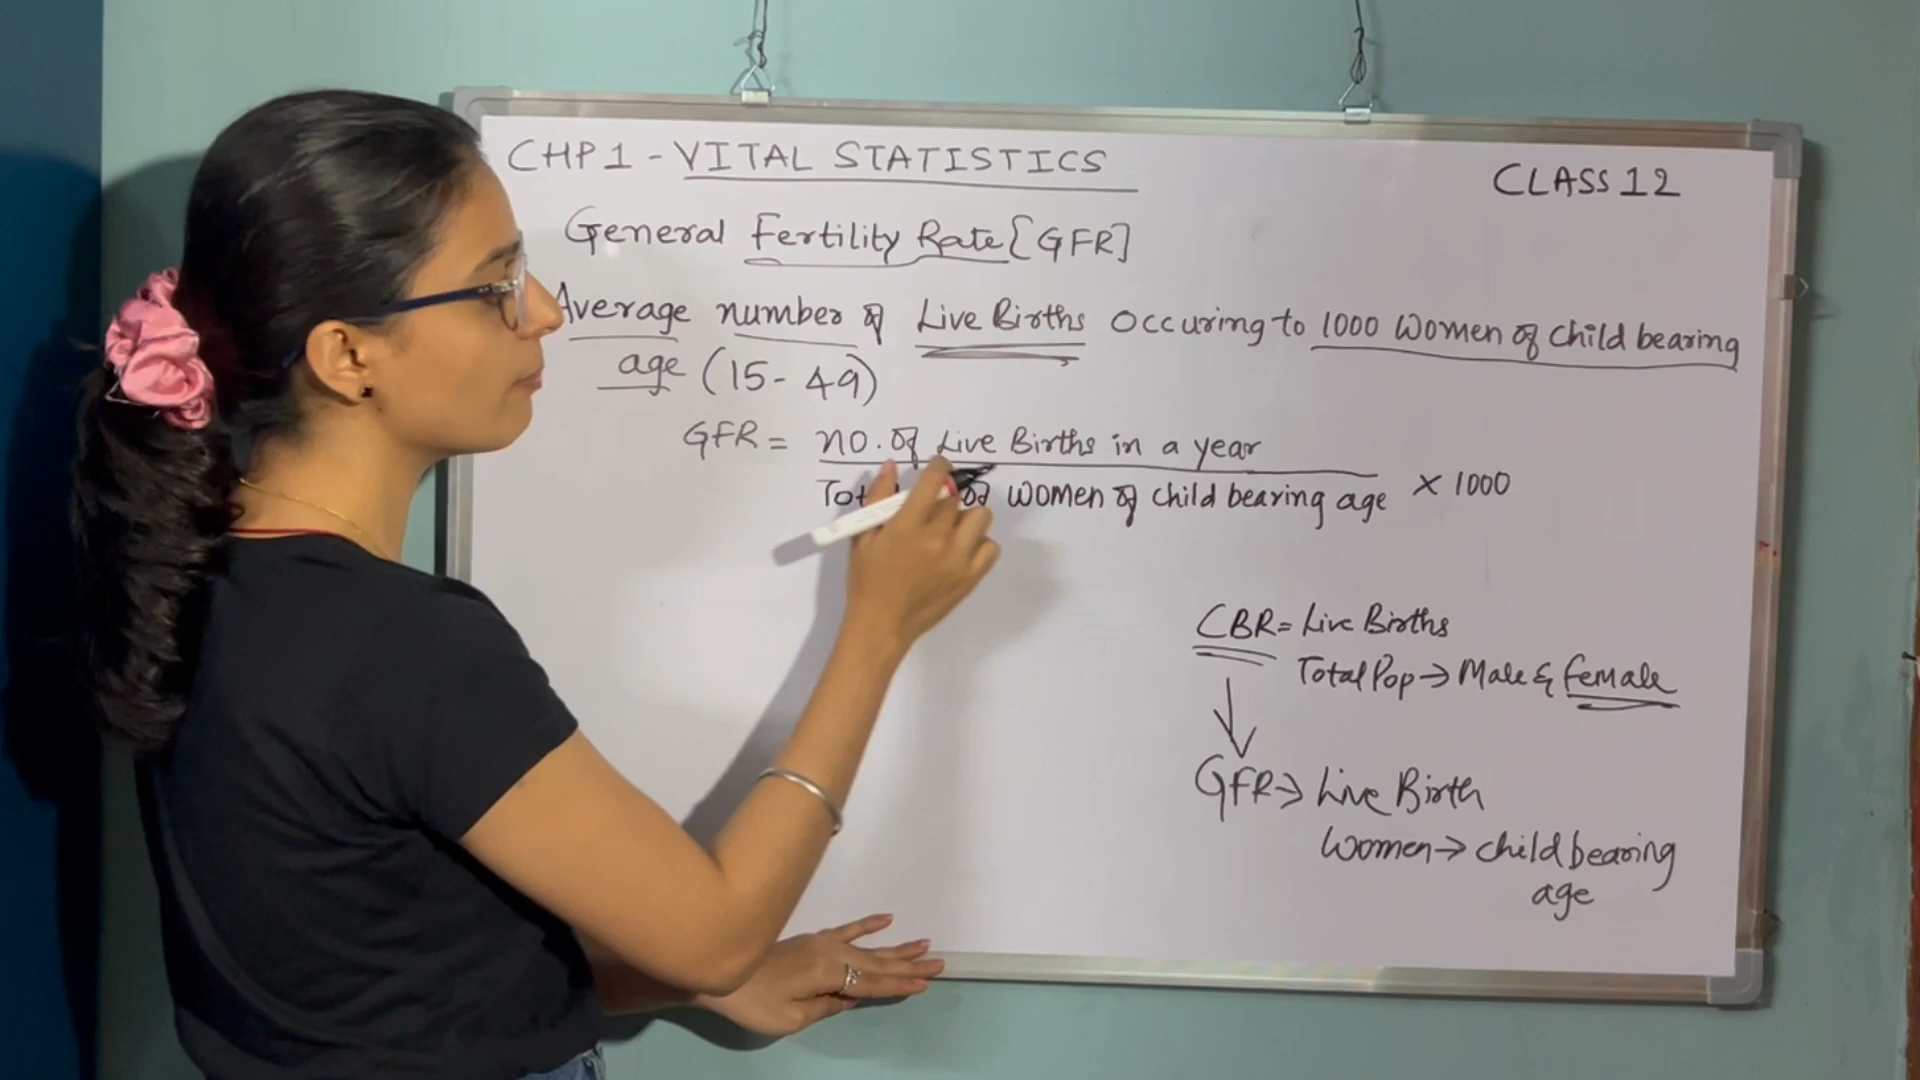 CHP 1 - VITAL STATISTICS
CLASS 12
General Fertility Rate [GFR]
Average number of Live Births occuring to 1000 women of child bearing
age (15 - 49)
GFR = no. of Live Births in a year
of women of child bearing age × 1000
CBR = Live Births
Total Pop → Male & female
↓
GFR → Live Birth
women → child bearing
age